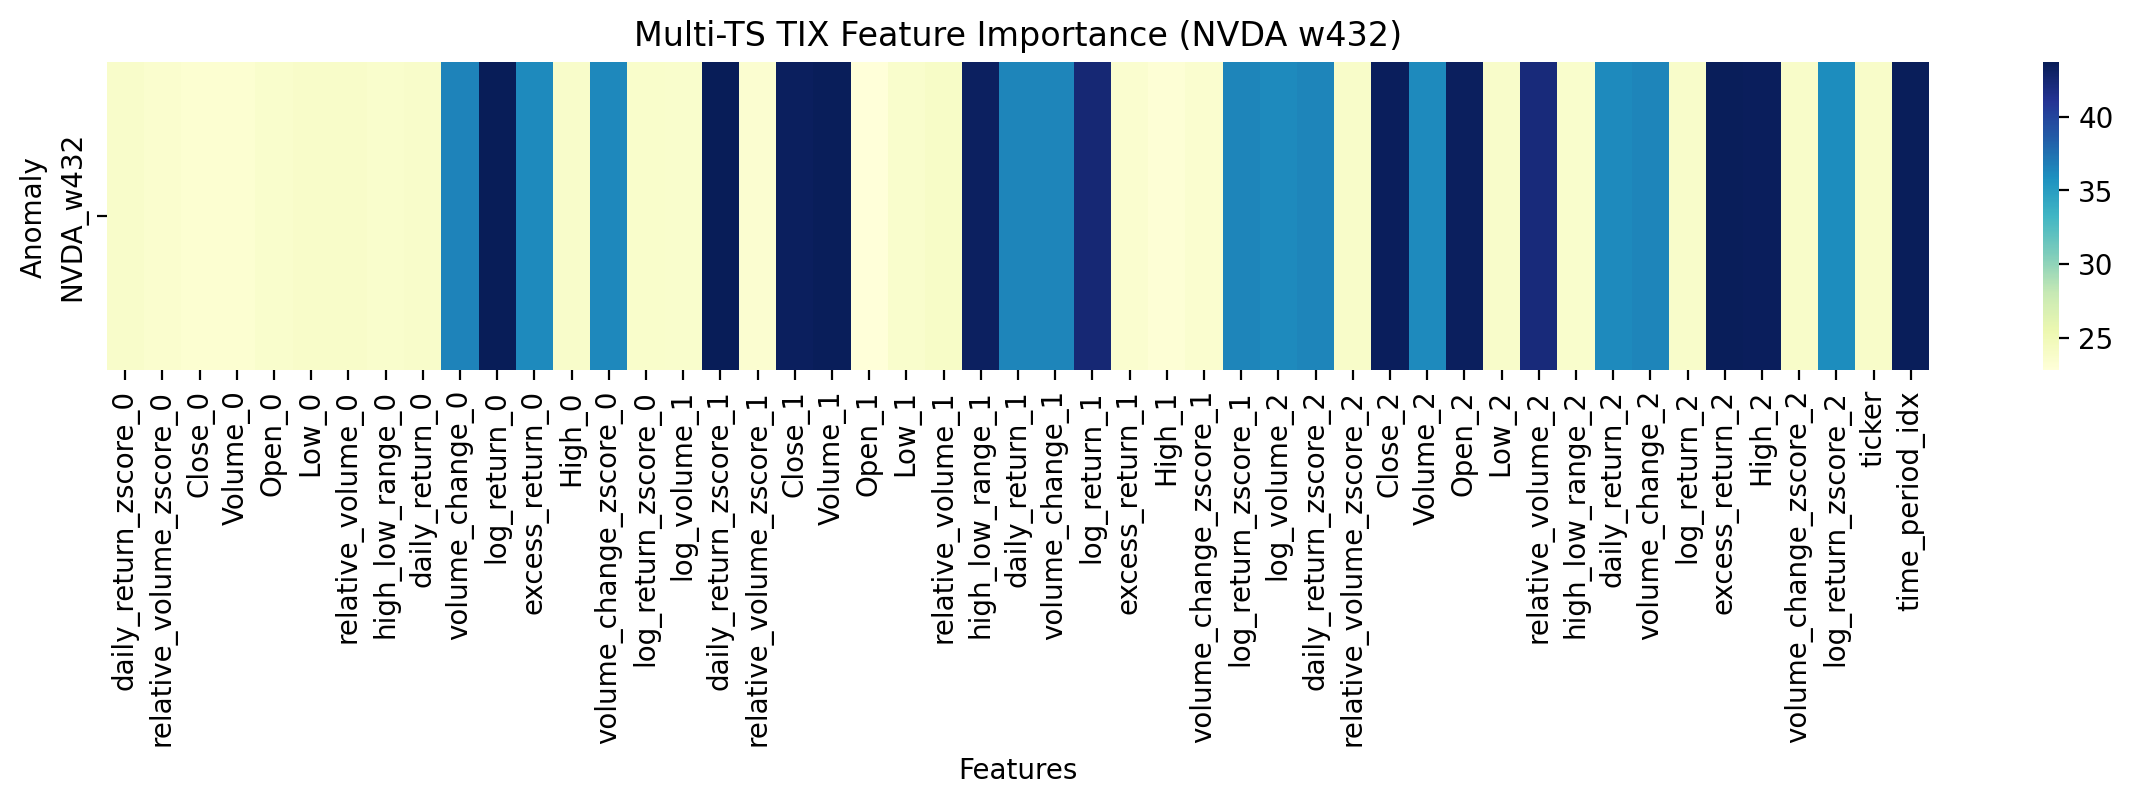 Multi-TS TIX Feature Importance (NVDA w432)
Anomaly
NVDA_w432
40
35
30
25
daily_return_zscore_0
relative_volume_zscore_0
Close_0
Volume_0
Open_0
Low_0
relative_volume_0
high_low_range_0
daily_return_0
volume_change_0
log_return_0
excess_return_0
High_0
volume_change_zscore_0
log_return_zscore_0
log_volume_1
daily_return_zscore_1
relative_volume_zscore_1
Close_1
Volume_1
Open_1
Low_1
relative_volume_1
high_low_range_1
daily_return_1
volume_change_1
log_return_1
excess_return_1
High_1
volume_change_zscore_1
log_return_zscore_1
log_volume_2
daily_return_zscore_2
relative_volume_zscore_2
Close_2
Volume_2
Open_2
Low_2
relative_volume_2
high_low_range_2
daily_return_2
volume_change_2
log_return_2
excess_return_2
High_2
volume_change_zscore_2
log_return_zscore_2
ticker
time_period_idx
Features